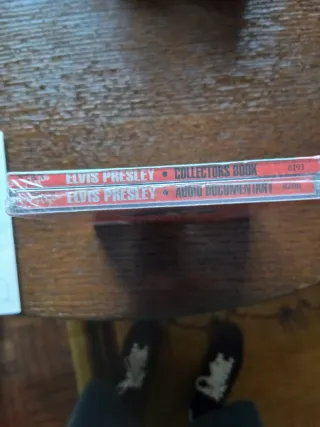 ELVIS PRESLEY • COLLECTORS BOOK
ELVIS PRESLEY • AUDIO DOCUMENTARY